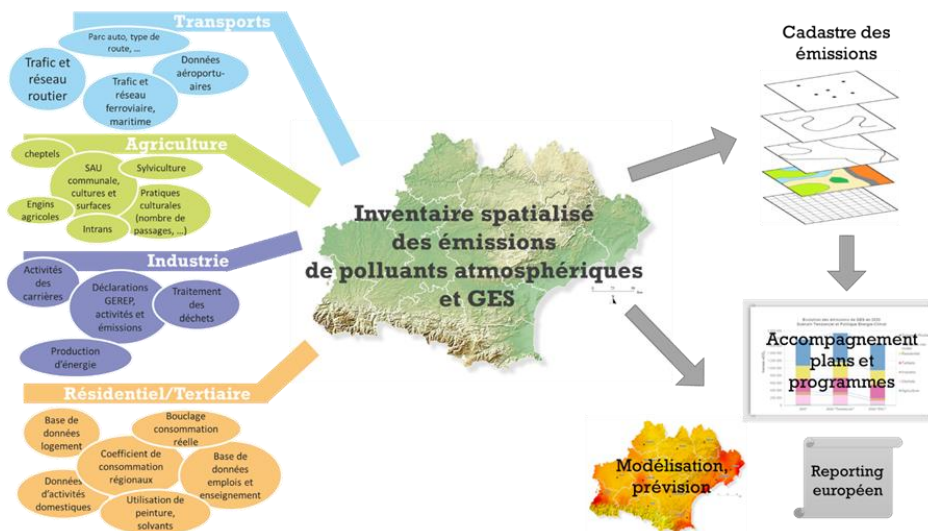 Transports
Parc auto, type de
route, ...
Trafic et
réseau
routier
Données
aéroportu-
aires
Trafic et
réseau
ferroviaire,
maritime
Agriculture
cheptels
SAU
communale,
cultures et
surfaces
Sylviculture
Engins
agricoles
Pratiques
culturales
(nombre de
passages, ...)
Intrans
Industrie
Activités
des
carrières
Déclarations
GEREP,
activités et
émissions
Traitement
des
déchets
Production
d'énergie
Résidentiel/Tertiaire
Base de
données
logement
Bouclage
consommation
réelle
Coefficient de
consommation
régionaux
Base de
données
emplois et
enseignement
Données
d'activités
domestiques
Utilisation de
peinture,
solvants
Inventaire spatialisé
des émissions
de polluants atmosphériques
et GES
Cadastre des
émissions
Accompagnement
plans et
programmes
Modélisation,
prévision
Reporting
européen